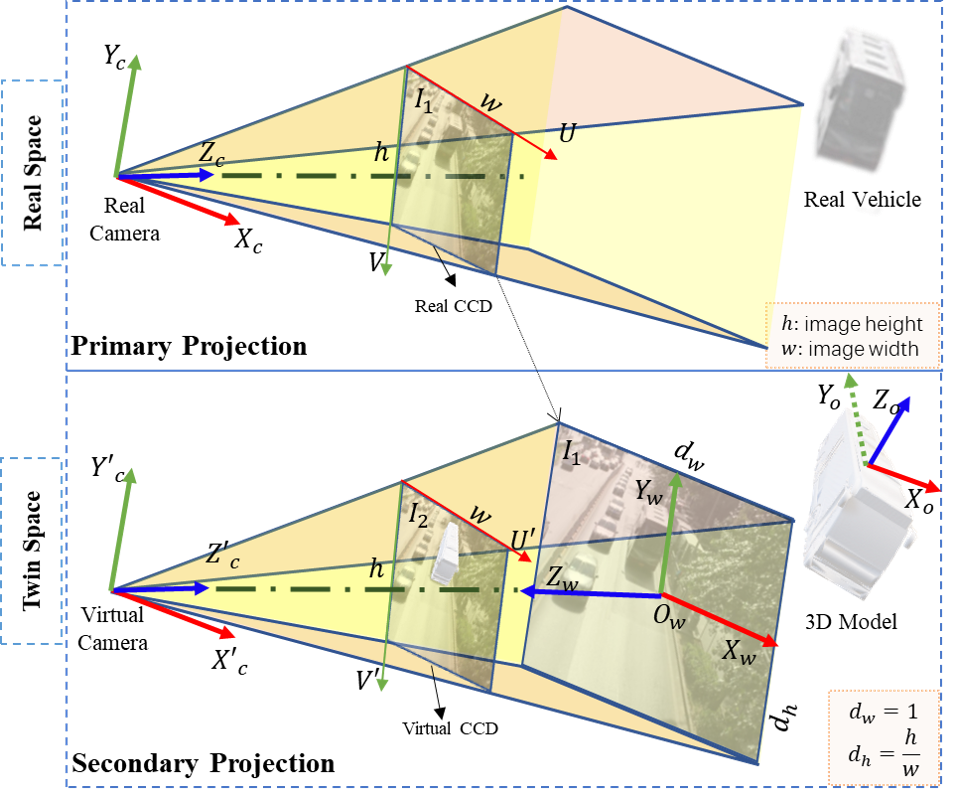 Real Space
Y_c
Z_c
Real
Camera
X_c
I_1
w
h
U
V
Real CCD
Real Vehicle
h: image height
w: image width
Primary Projection
Twin Space
Y'_c
Z'_c
Virtual
Camera
X'_c
I_2
w
h
U'
V'
Virtual CCD
I_1
d_w
Y_w
Z_w
O_w
X_w
d_h
Y_o
Z_o
X_o
3D Model
d_w = 1
d_h = h/w
Secondary Projection